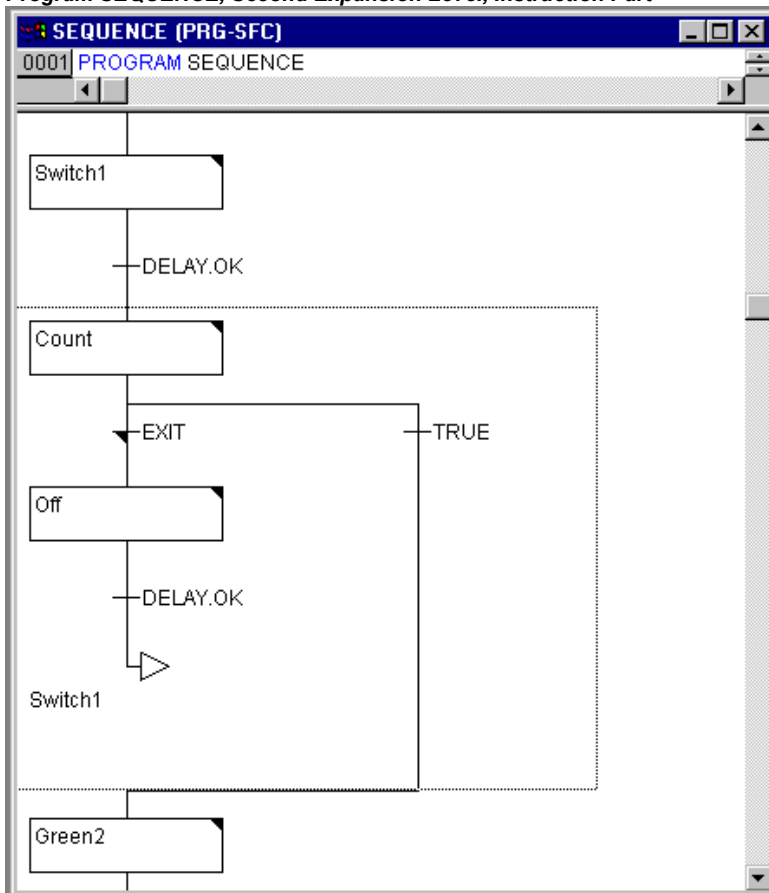 Program SEQUENCE, Second Expansion Level, Instruction Part
SEQUENCE (PRG-SFC)
0001 PROGRAM SEQUENCE
Switch1
DELAY.OK
Count
EXIT TRUE
Off
DELAY.OK
Switch1
Green2